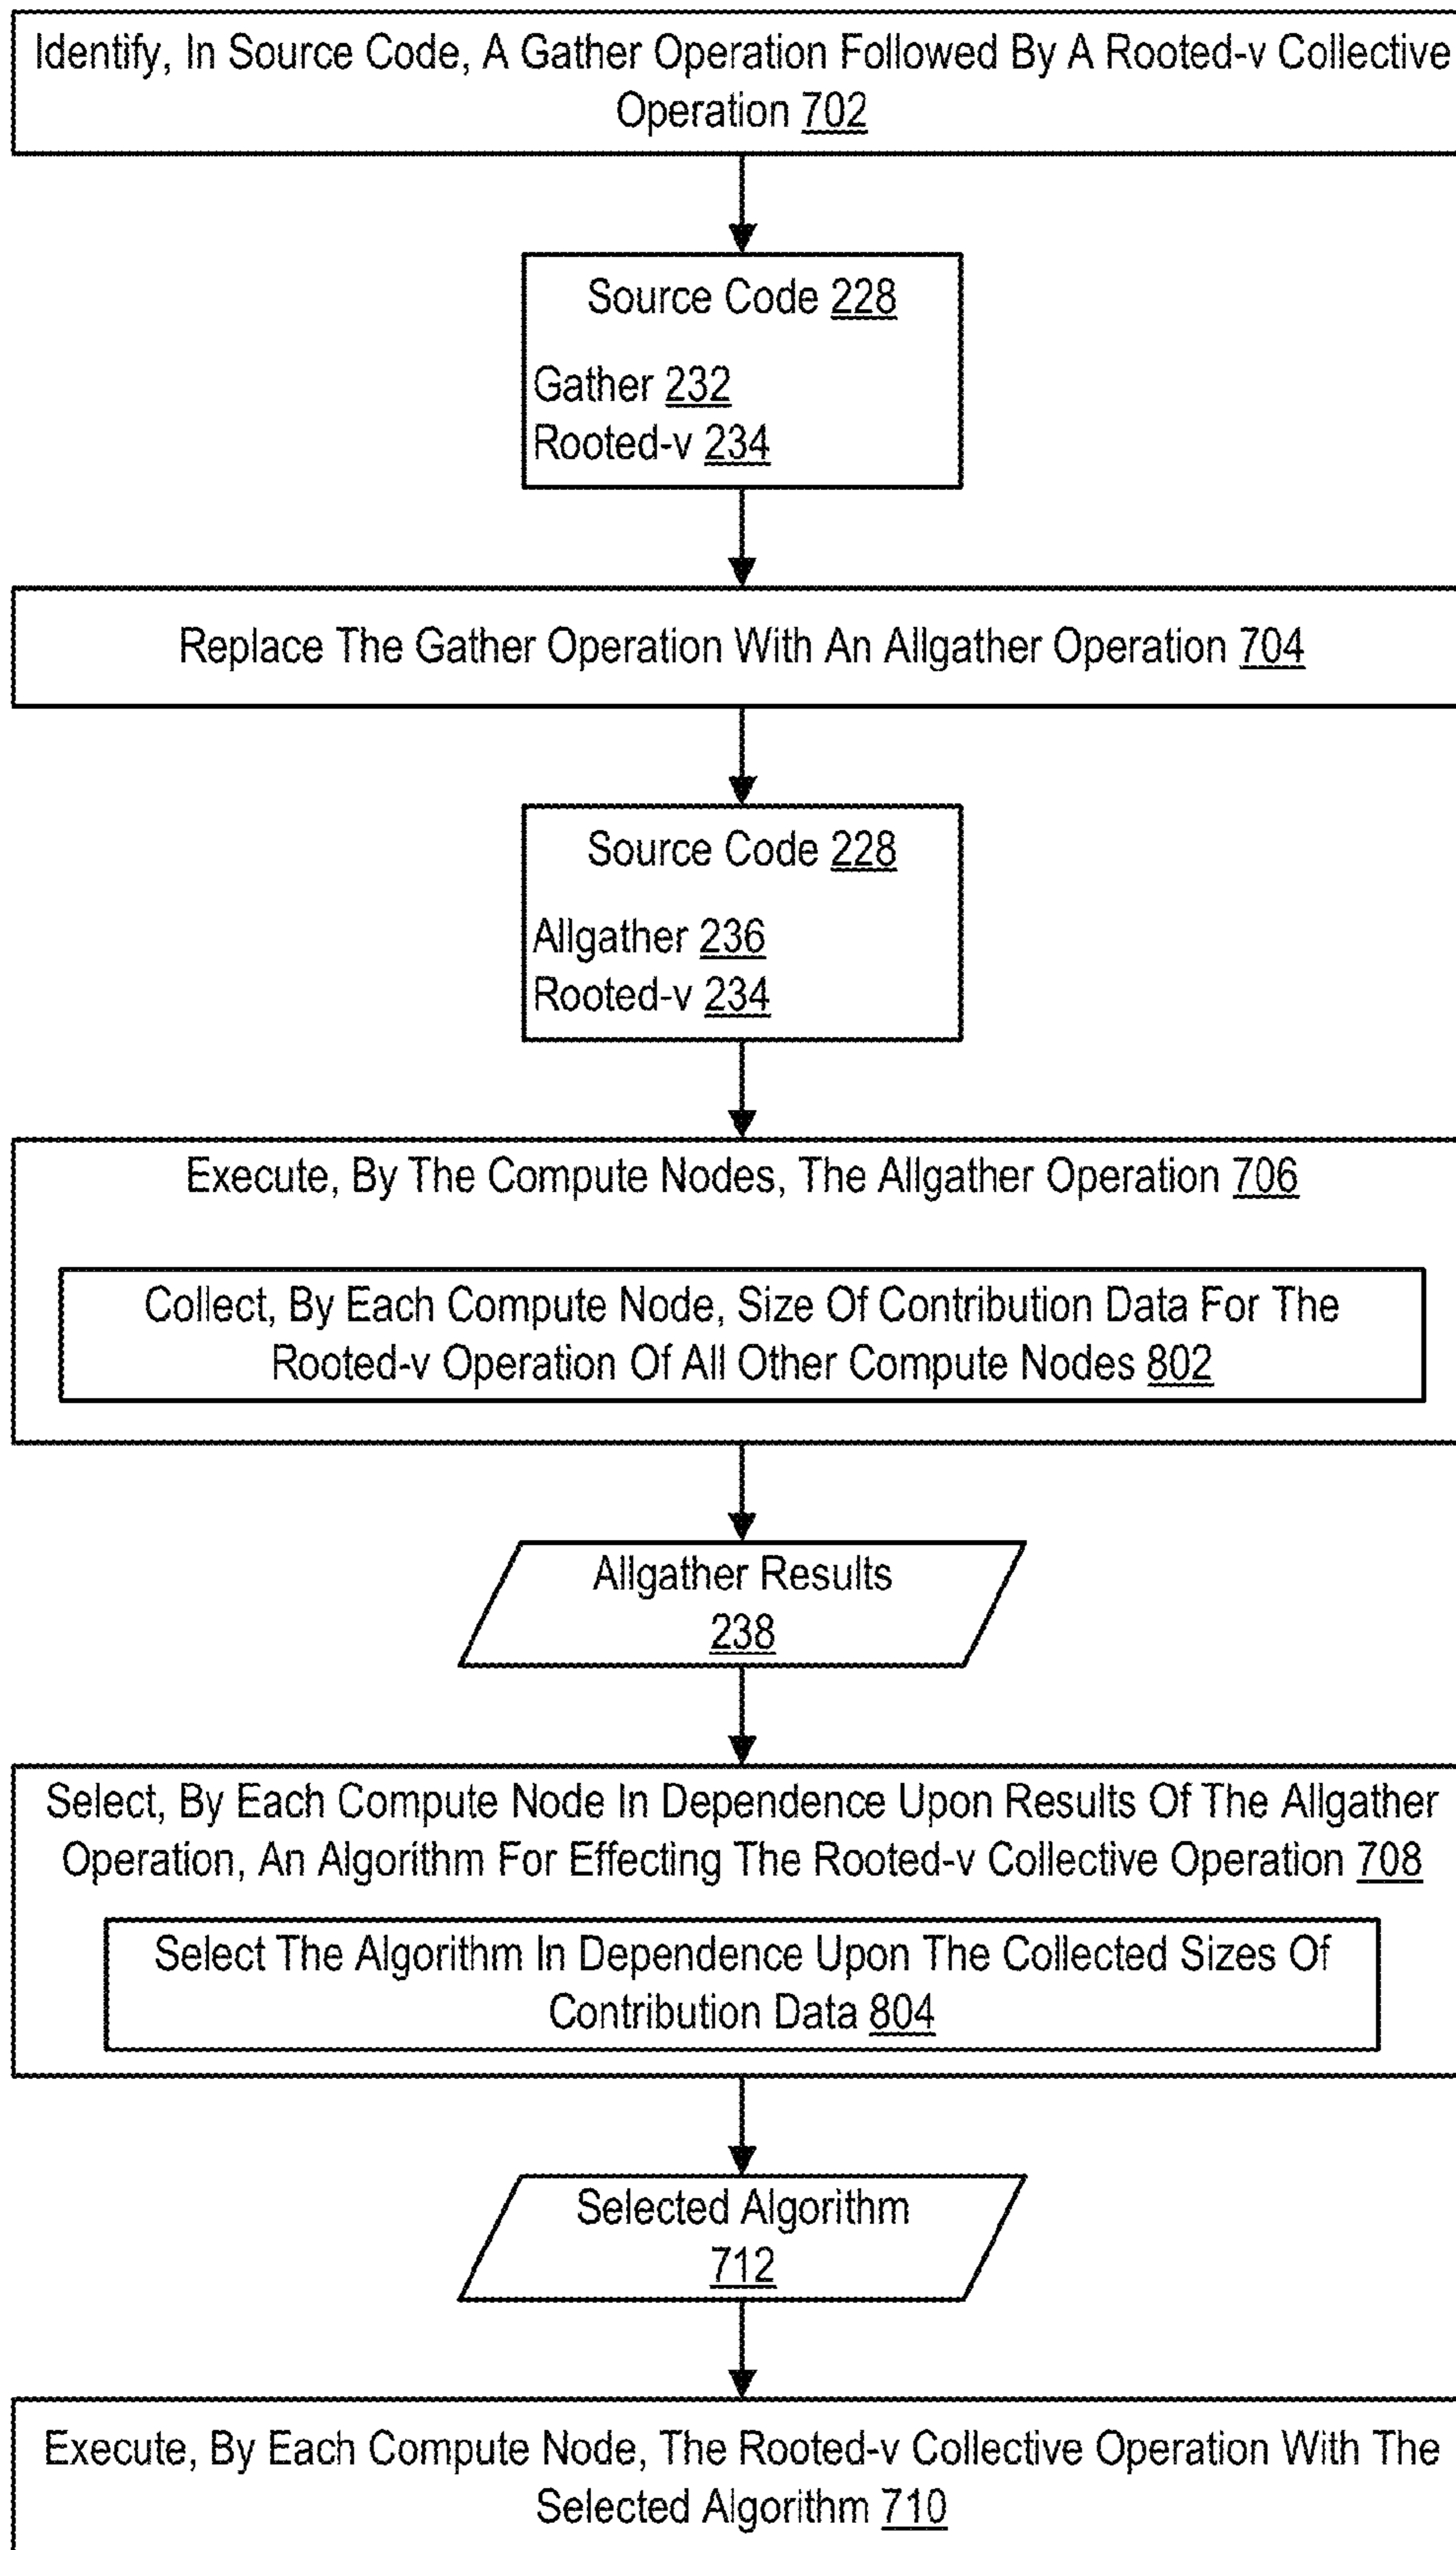 Identify, In Source Code, A Gather Operation Followed By A Rooted-v Collective
Operation 702
Source Code 228
Gather 232
Rooted-v 234
Replace The Gather Operation With An Allgather Operation 704
Source Code 228
Allgather 236
Rooted-v 234
Execute, By The Compute Nodes, The Allgather Operation 706
Collect, By Each Compute Node, Size Of Contribution Data For The
Rooted-v Operation Of All Other Compute Nodes 802
Allgather Results
238
Select, By Each Compute Node In Dependence Upon Results Of The Allgather
Operation, An Algorithm For Effecting The Rooted-v Collective Operation 708
Select The Algorithm In Dependence Upon The Collected Sizes Of
Contribution Data 804
Selected Algorithm
712
Execute, By Each Compute Node, The Rooted-v Collective Operation With The
Selected Algorithm 710